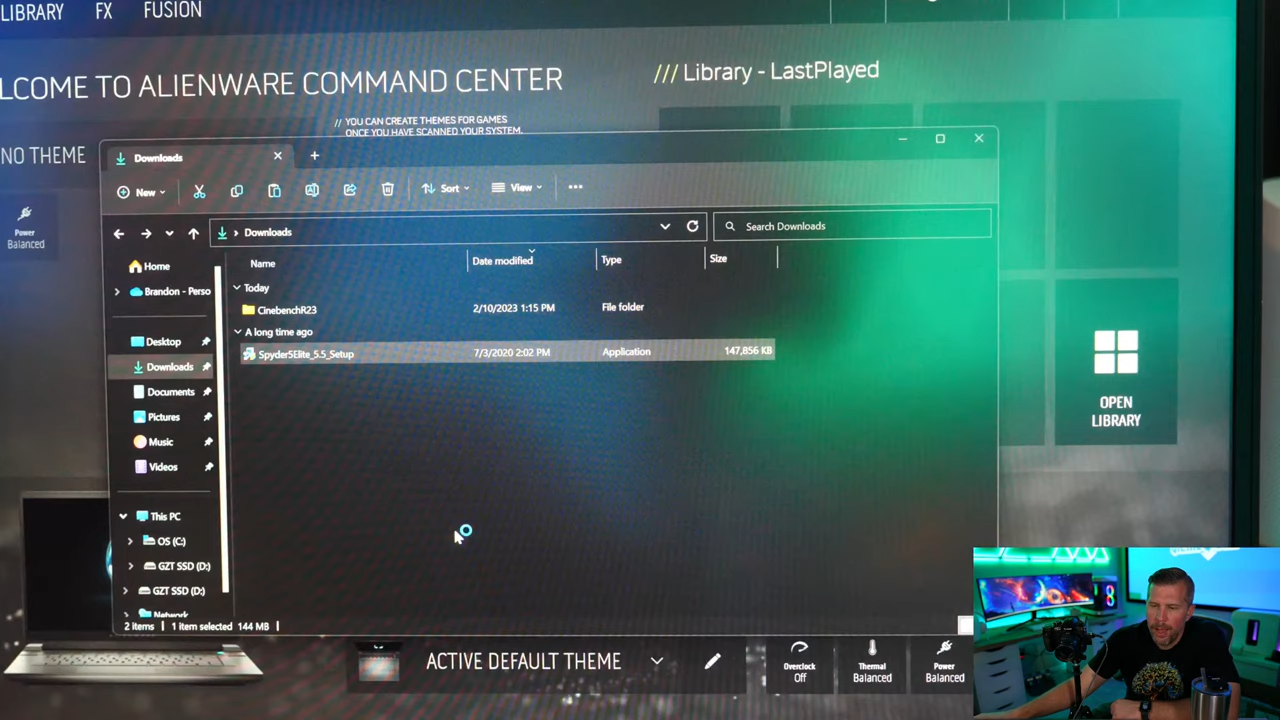 LIBRARY FX FUSION
LCOME TO ALIENWARE COMMAND CENTER
/// Library - LastPlayed
// YOU CAN CREATE THEMES FOR GAMES
ONCE YOU HAVE SCANNED YOUR SYSTEM.
NO THEME
Power
Balanced
Downloads
New
Sort
View
Downloads
Search Downloads
Name Date modified Type Size
Today
CinebenchR23 2/10/2023 1:15 PM File folder
A long time ago
Spyder5Elite_5.5_Setup 7/3/2020 2:02 PM Application 147,856 KB
Home
Brandon - Perso
Desktop
Downloads
Documents
Pictures
Music
Videos
This PC
OS (C:)
GZT SSD (D:)
GZT SSD (D:)
Network
2 items 1 item selected 144 MB
OPEN
LIBRARY
ACTIVE DEFAULT THEME
Overclock
Off
Thermal
Balanced
Power
Balanced